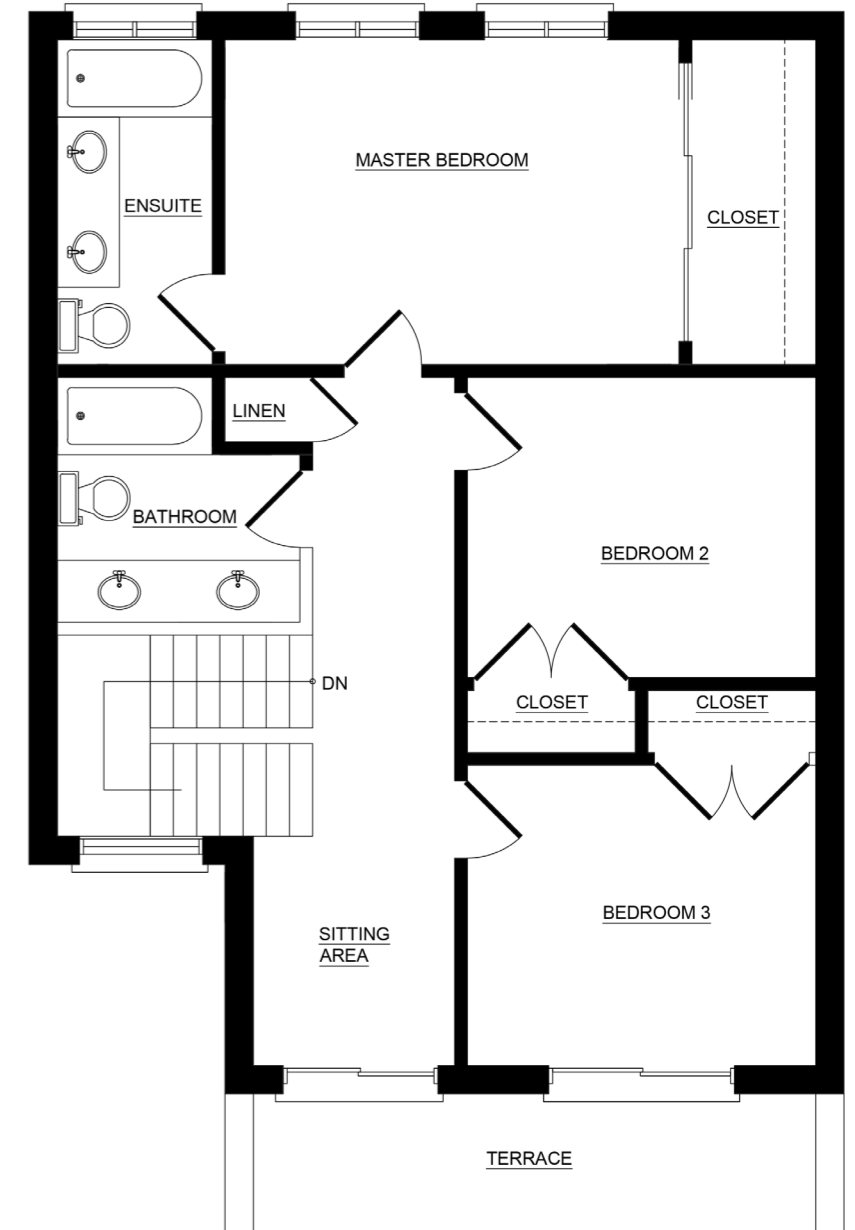 MASTER BEDROOM
ENSUITE
CLOSET
LINEN
BATHROOM
BEDROOM 2
DN
CLOSET
CLOSET
BEDROOM 3
SITTING
AREA
TERRACE